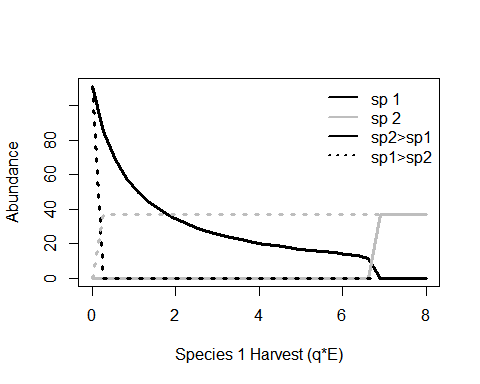 sp 1
sp 2
sp2>sp1
sp1>sp2
Abundance
80
60
40
20
0
0 2 4 6 8
Species 1 Harvest (q*E)